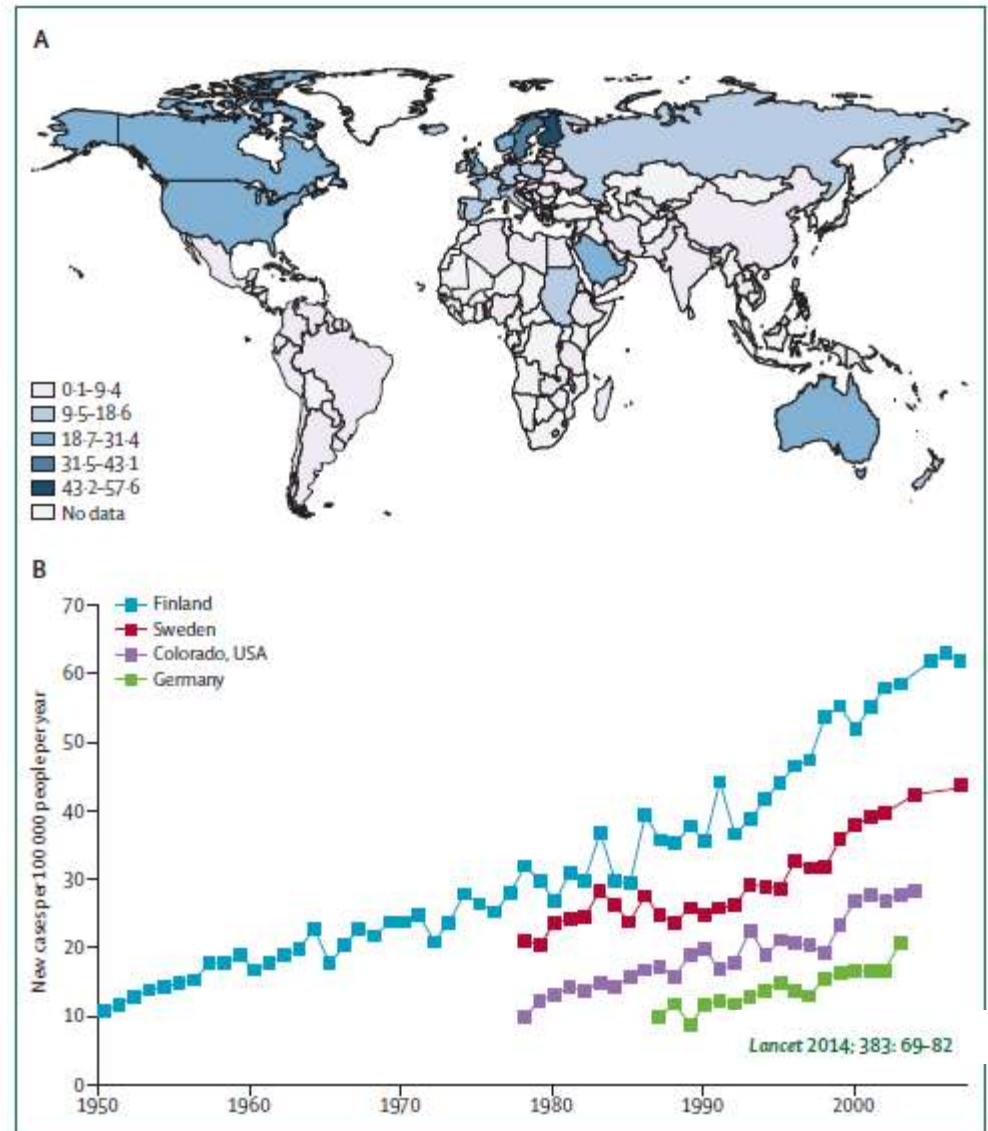 A
0·1–9·4
9·5–18·6
18·7–31·4
31·5–43·1
43·2–57·6
No data
B
70
60
50
40
30
20
10
0
New cases per 100 000 people per year
Finland
Sweden
Colorado, USA
Germany
Lancet 2014; 383: 69–82
1950 1960 1970 1980 1990 2000